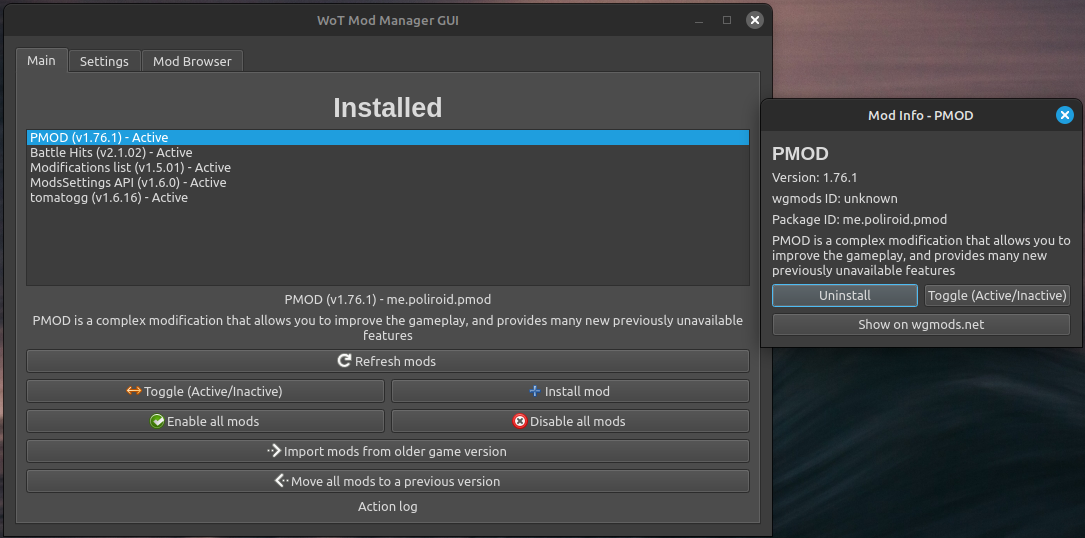 WoT Mod Manager GUI
Main
Settings
Mod Browser
Installed
PMOD (v1.76.1) - Active
Battle Hits (v2.1.02) - Active
Modifications list (v1.5.01) - Active
ModsSettings API (v1.6.0) - Active
tomatogg (v1.6.16) - Active
PMOD (v1.76.1) - me.poliroid.pmod
PMOD is a complex modification that allows you to improve the gameplay, and provides many new previously unavailable
features
Refresh mods
Toggle (Active/Inactive)
Install mod
Enable all mods
Disable all mods
Import mods from older game version
Move all mods to a previous version
Action log
Mod Info - PMOD
PMOD
Version: 1.76.1
wgmods ID: unknown
Package ID: me.poliroid.pmod
PMOD is a complex modification that allows you to
improve the gameplay, and provides many new
previously unavailable features
Uninstall
Toggle (Active/Inactive)
Show on wgmods.net